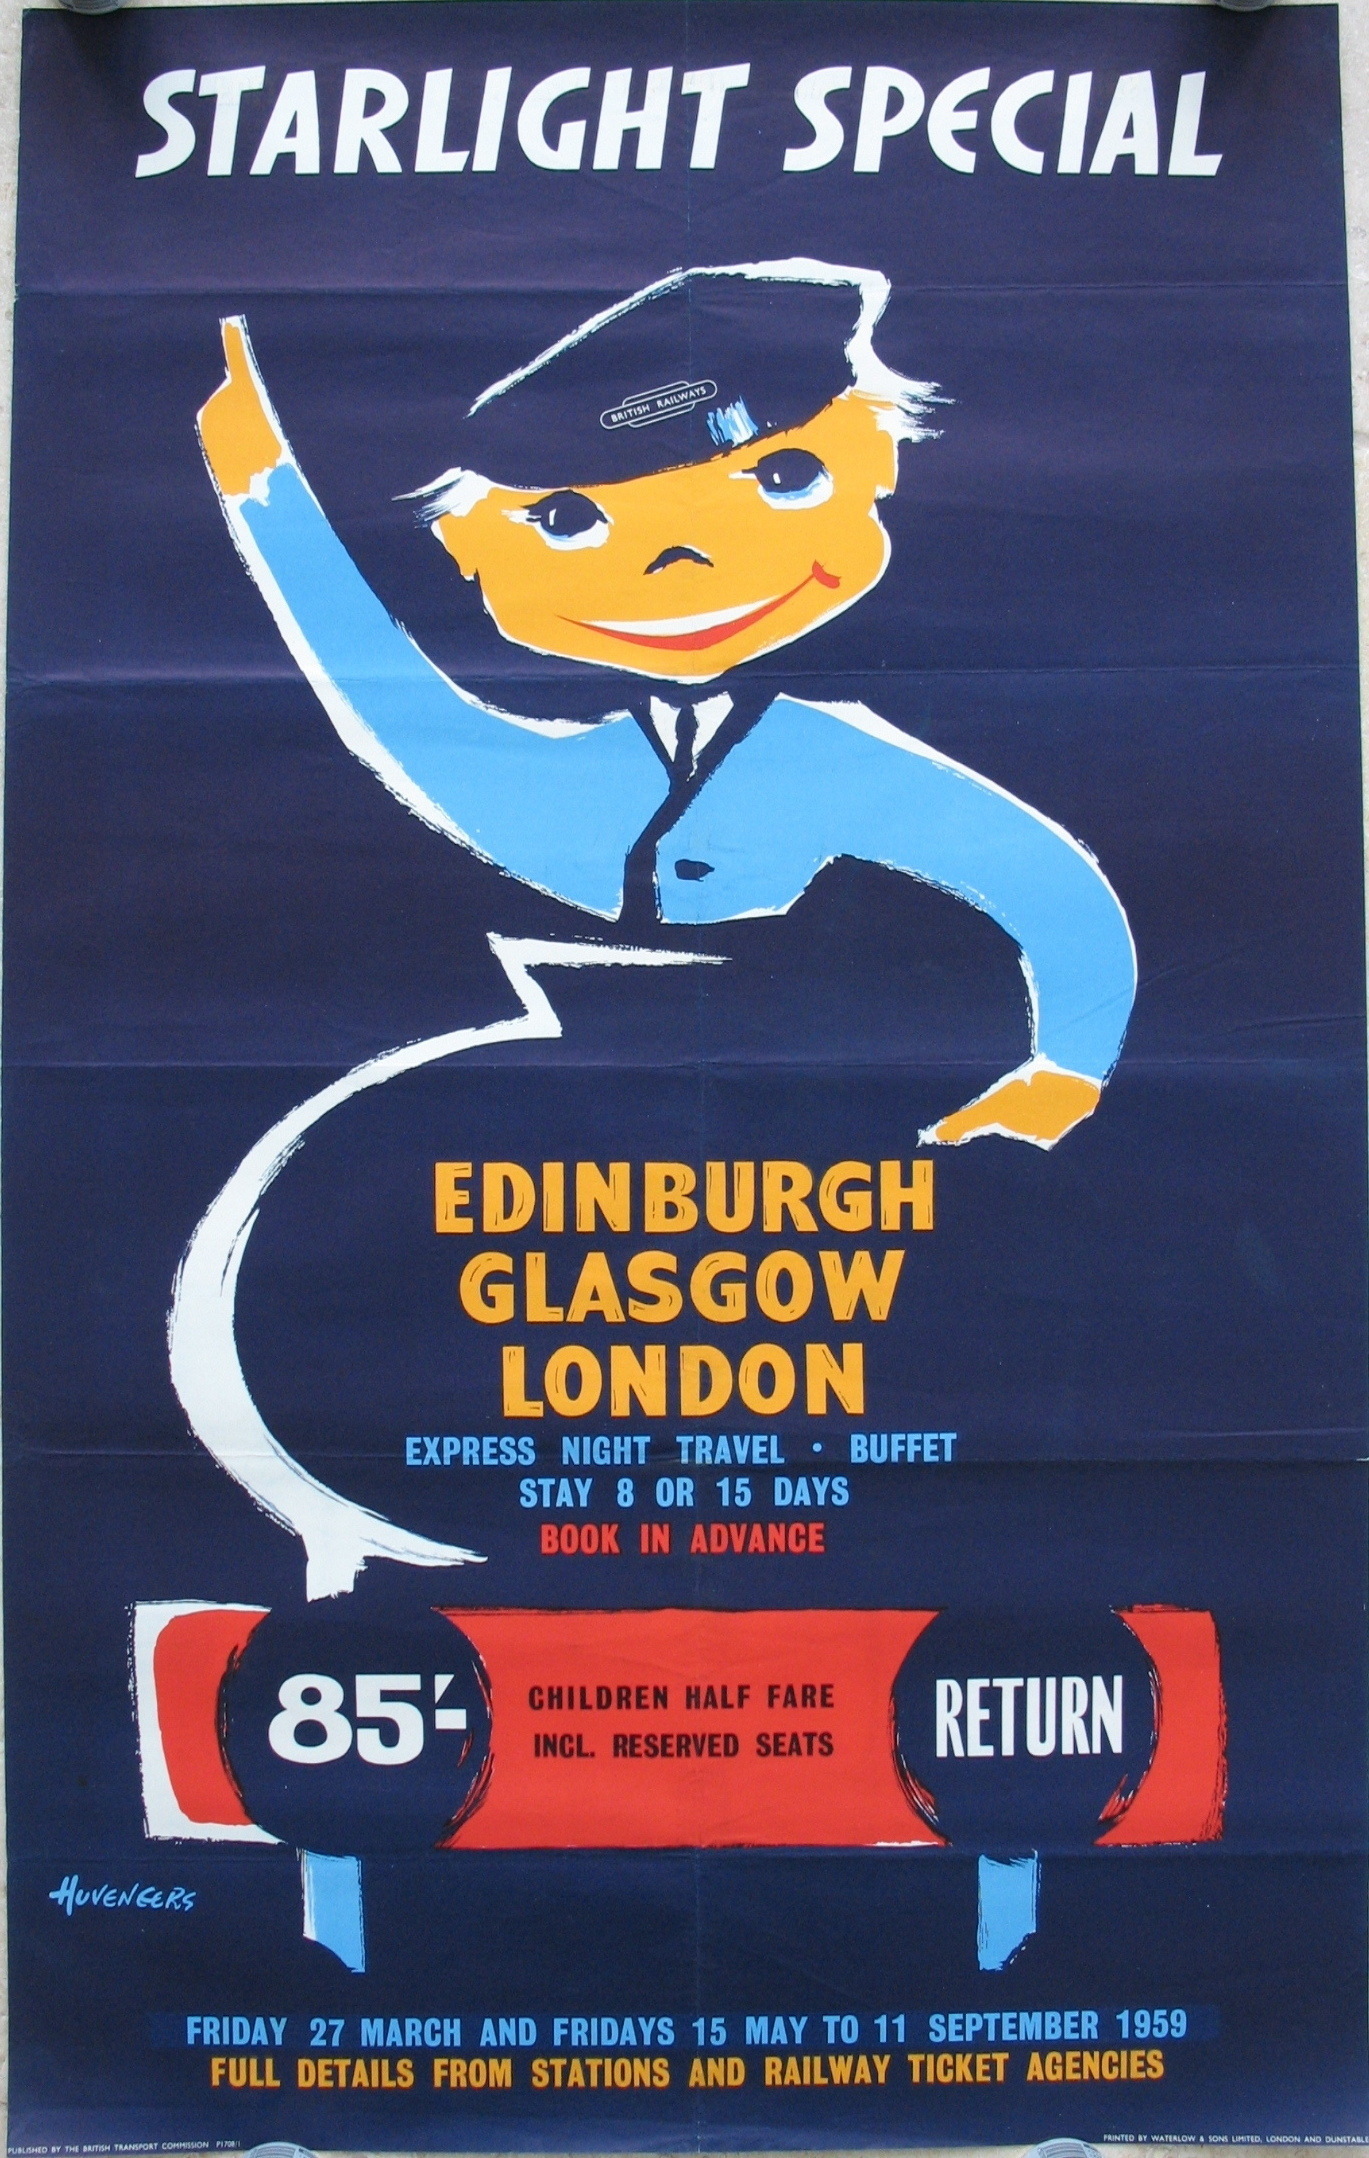 STARLIGHT SPECIAL
BRITISH RAILWAYS
EDINBURGH
GLASGOW
LONDON
EXPRESS NIGHT TRAVEL · BUFFET
STAY 8 OR 15 DAYS
BOOK IN ADVANCE
85/-
CHILDREN HALF FARE
INCL. RESERVED SEATS
RETURN
HUVENEERS
FRIDAY 27 MARCH AND FRIDAYS 15 MAY TO 11 SEPTEMBER 1959
FULL DETAILS FROM STATIONS AND RAILWAY TICKET AGENCIES
PUBLISHED BY THE BRITISH TRANSPORT COMMISSION
PRINTED BY WATERLOW & SONS LIMITED, LONDON AND DUNSTABLE